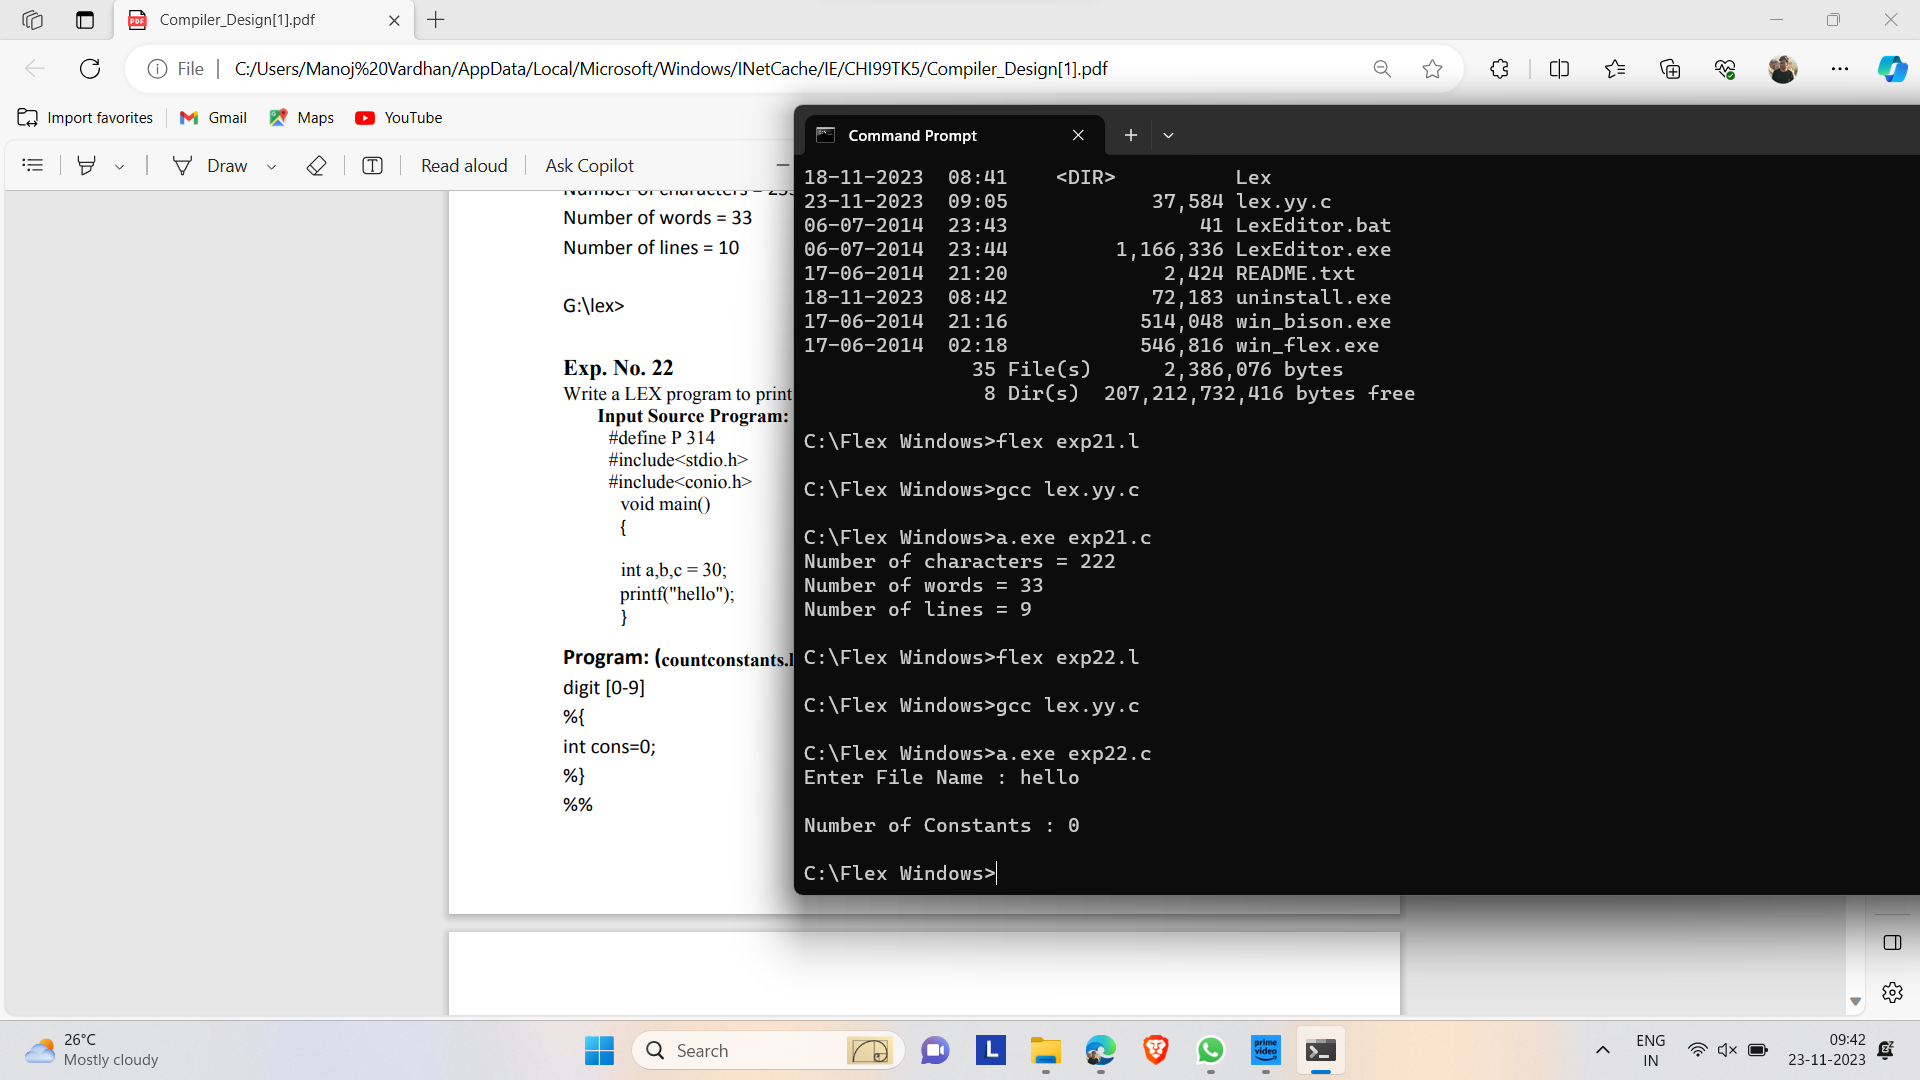 Compiler_Design[1].pdf
File
C:/Users/Manoj%20Vardhan/AppData/Local/Microsoft/Windows/INetCache/IE/CHI99TK5/Compiler_Design[1].pdf
Import favorites
Gmail
Maps
YouTube
Draw
Read aloud
Ask Copilot
Number of characters = 
Number of words = 33
Number of lines = 10
G:\lex>
Exp. No. 22
Write a LEX program to print
Input Source Program:
#define P 314
#include<stdio.h>
#include<conio.h>
void main()
{
int a,b,c = 30;
printf("hello");
}
Program: (countconstants.l
digit [0-9]
%{
int cons=0;
%}
%%
Command Prompt
18-11-2023  08:41    <DIR>          Lex
23-11-2023  09:05            37,584 lex.yy.c
06-07-2014  23:43                41 LexEditor.bat
06-07-2014  23:44         1,166,336 LexEditor.exe
17-06-2014  21:20             2,424 README.txt
18-11-2023  08:42            72,183 uninstall.exe
17-06-2014  21:16           514,048 win_bison.exe
17-06-2014  02:18           546,816 win_flex.exe
35 File(s)      2,386,076 bytes
8 Dir(s)  207,212,732,416 bytes free
C:\Flex Windows>flex exp21.l
C:\Flex Windows>gcc lex.yy.c
C:\Flex Windows>a.exe exp21.c
Number of characters = 222
Number of words = 33
Number of lines = 9
C:\Flex Windows>flex exp22.l
C:\Flex Windows>gcc lex.yy.c
C:\Flex Windows>a.exe exp22.c
Enter File Name : hello
Number of Constants : 0
C:\Flex Windows>
26°C
Mostly cloudy
Search
L
prime video
ENG
IN
09:42
23-11-2023